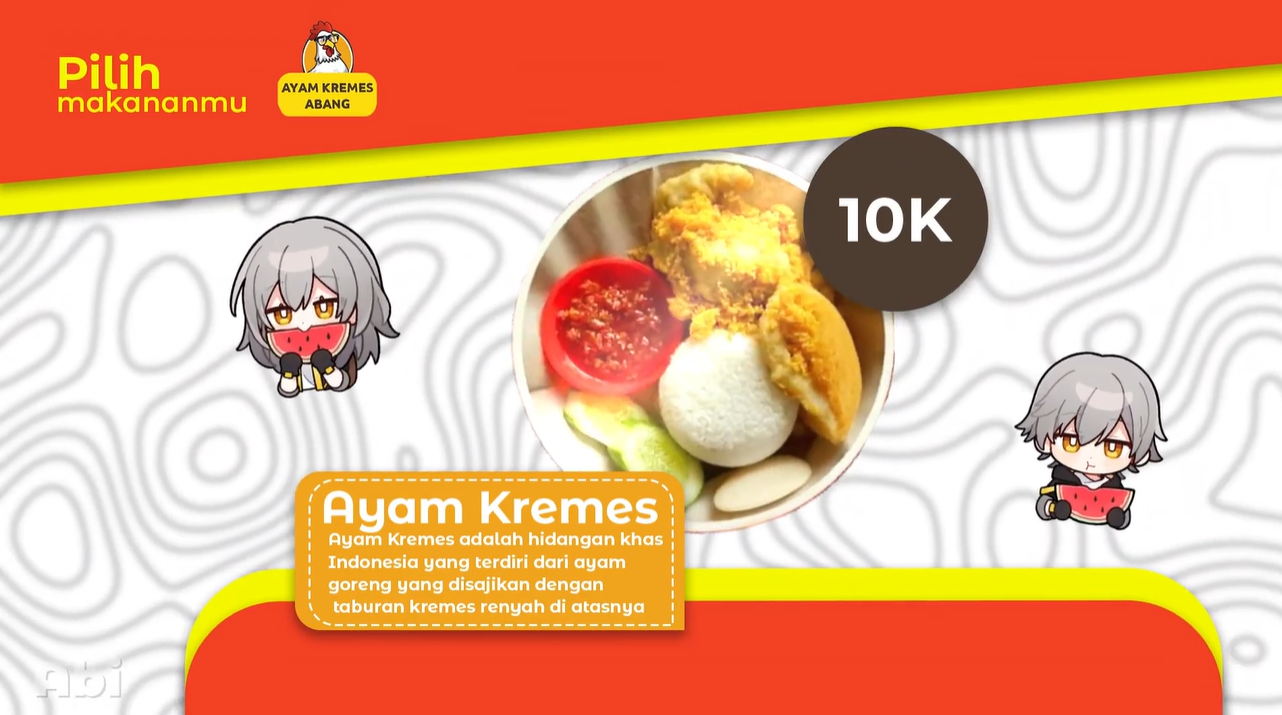 Pilih
makananmu
AYAM KREMES
ABANG
10K
Ayam Kremes
Ayam Kremes adalah hidangan khas
Indonesia yang terdiri dari ayam
goreng yang disajikan dengan
taburan kremes renyah di atasnya
Abi